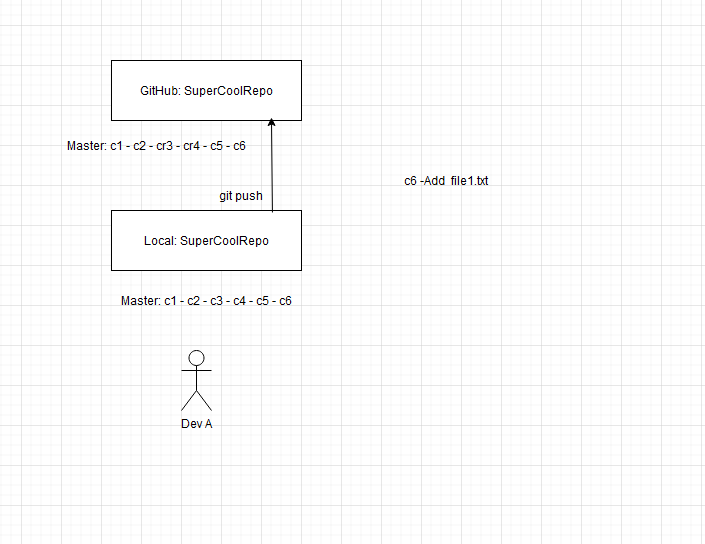 GitHub: SuperCoolRepo
Master: c1 - c2 - cr3 - cr4 - c5 - c6
c6 -Add file1.txt
git push
Local: SuperCoolRepo
Master: c1 - c2 - c3 - c4 - c5 - c6
Dev A